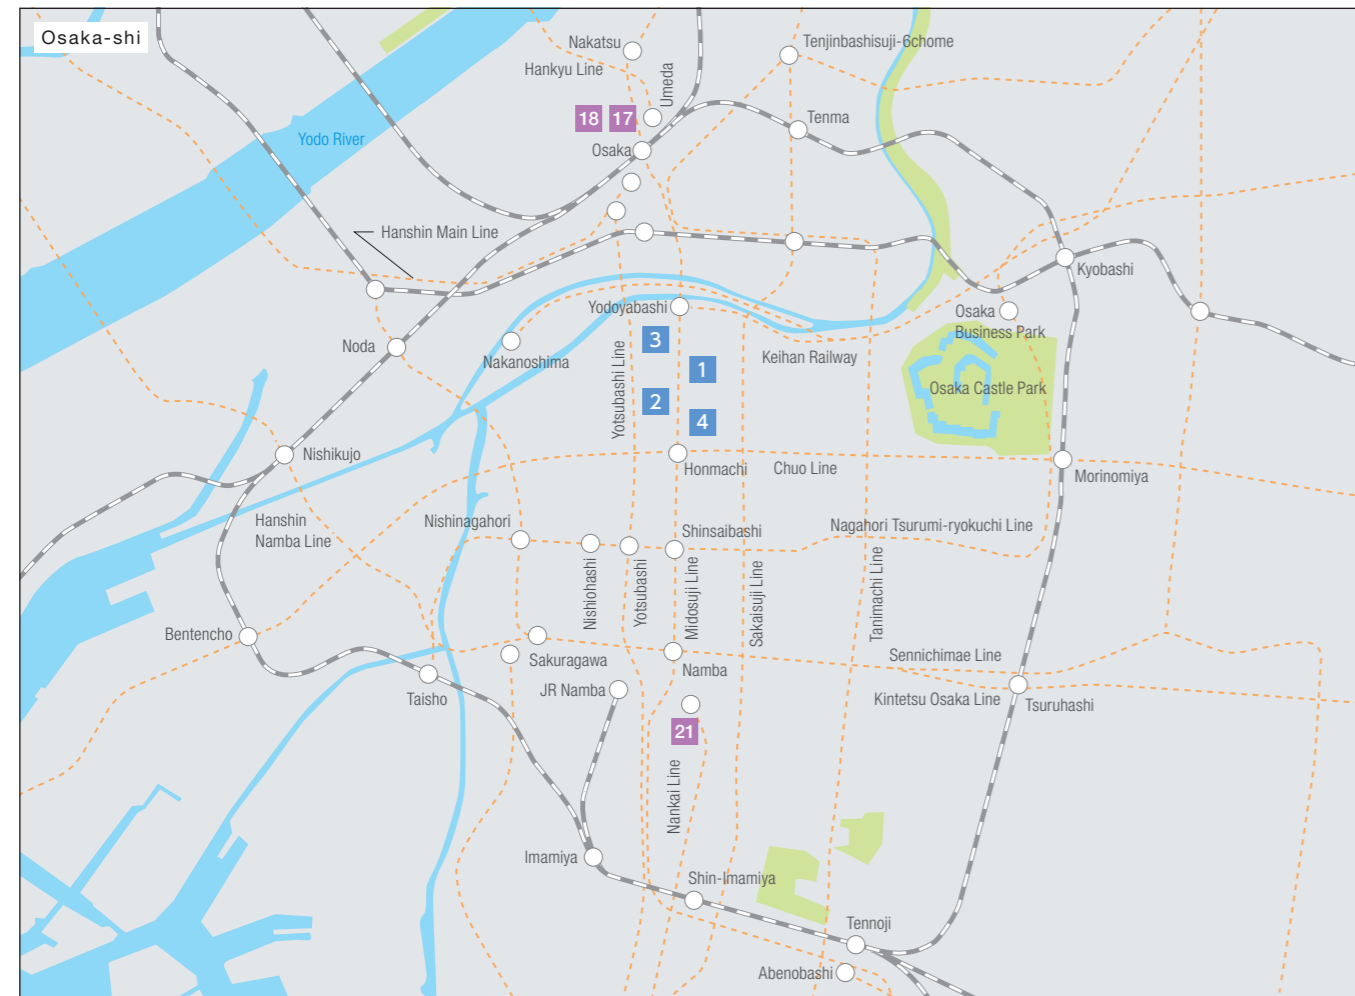 Osaka-shi
Nakatsu
Hankyu Line
Umeda
Tenjinbashisuji-6chome
18
17
Tenma
Yodo River
Osaka
Hanshin Main Line
Kyobashi
Yodoyabashi
Osaka
Business Park
3
Noda
Nakanoshima
Yotsubashi Line
Keihan Railway
1
Osaka Castle Park
2
4
Nishikujo
Honmachi
Chuo Line
Morinomiya
Hanshin
Namba Line
Nishinagahori
Shinsaibashi
Nagahori Tsurumi-ryokuchi Line
Nishiohashi
Yotsubashi
Midosuji Line
Sakaisuji Line
Tanimachi Line
Bentencho
Sakuragawa
Namba
Sennichimae Line
Taisho
JR Namba
Kintetsu Osaka Line
Tsuruhashi
21
Nankai Line
Imamiya
Shin-Imamiya
Tennoji
Abenobashi